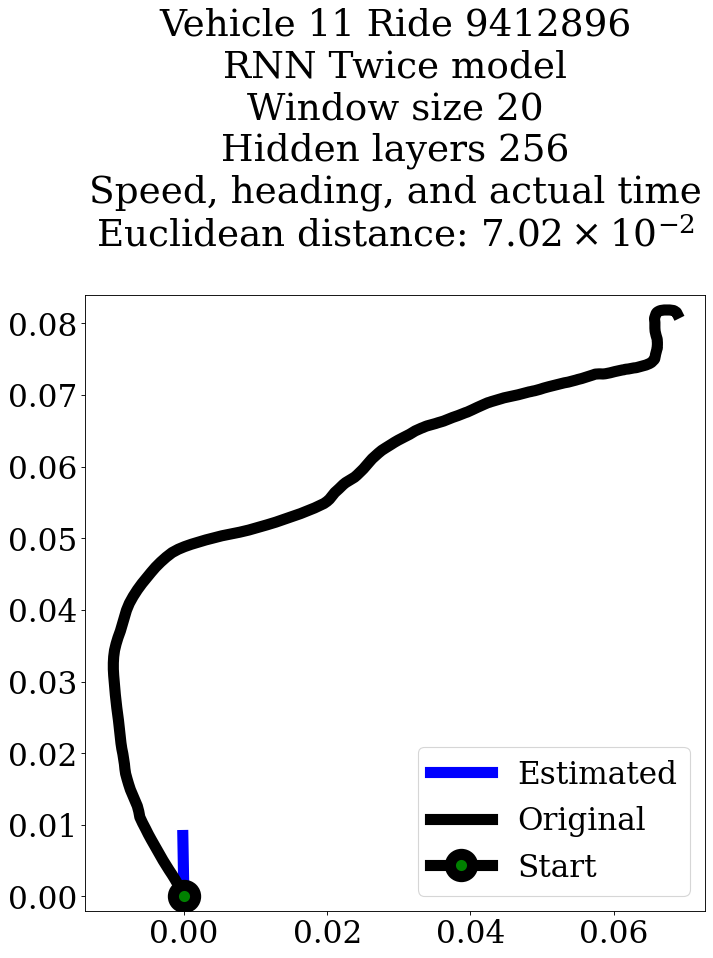 Vehicle 11 Ride 9412896
RNN Twice model
Window size 20
Hidden layers 256
Speed, heading, and actual time
Euclidean distance: 7.02 × 10⁻²
0.08
0.07
0.06
0.05
0.04
0.03
0.02
0.01
0.00
Estimated
Original
Start
0.00 0.02 0.04 0.06